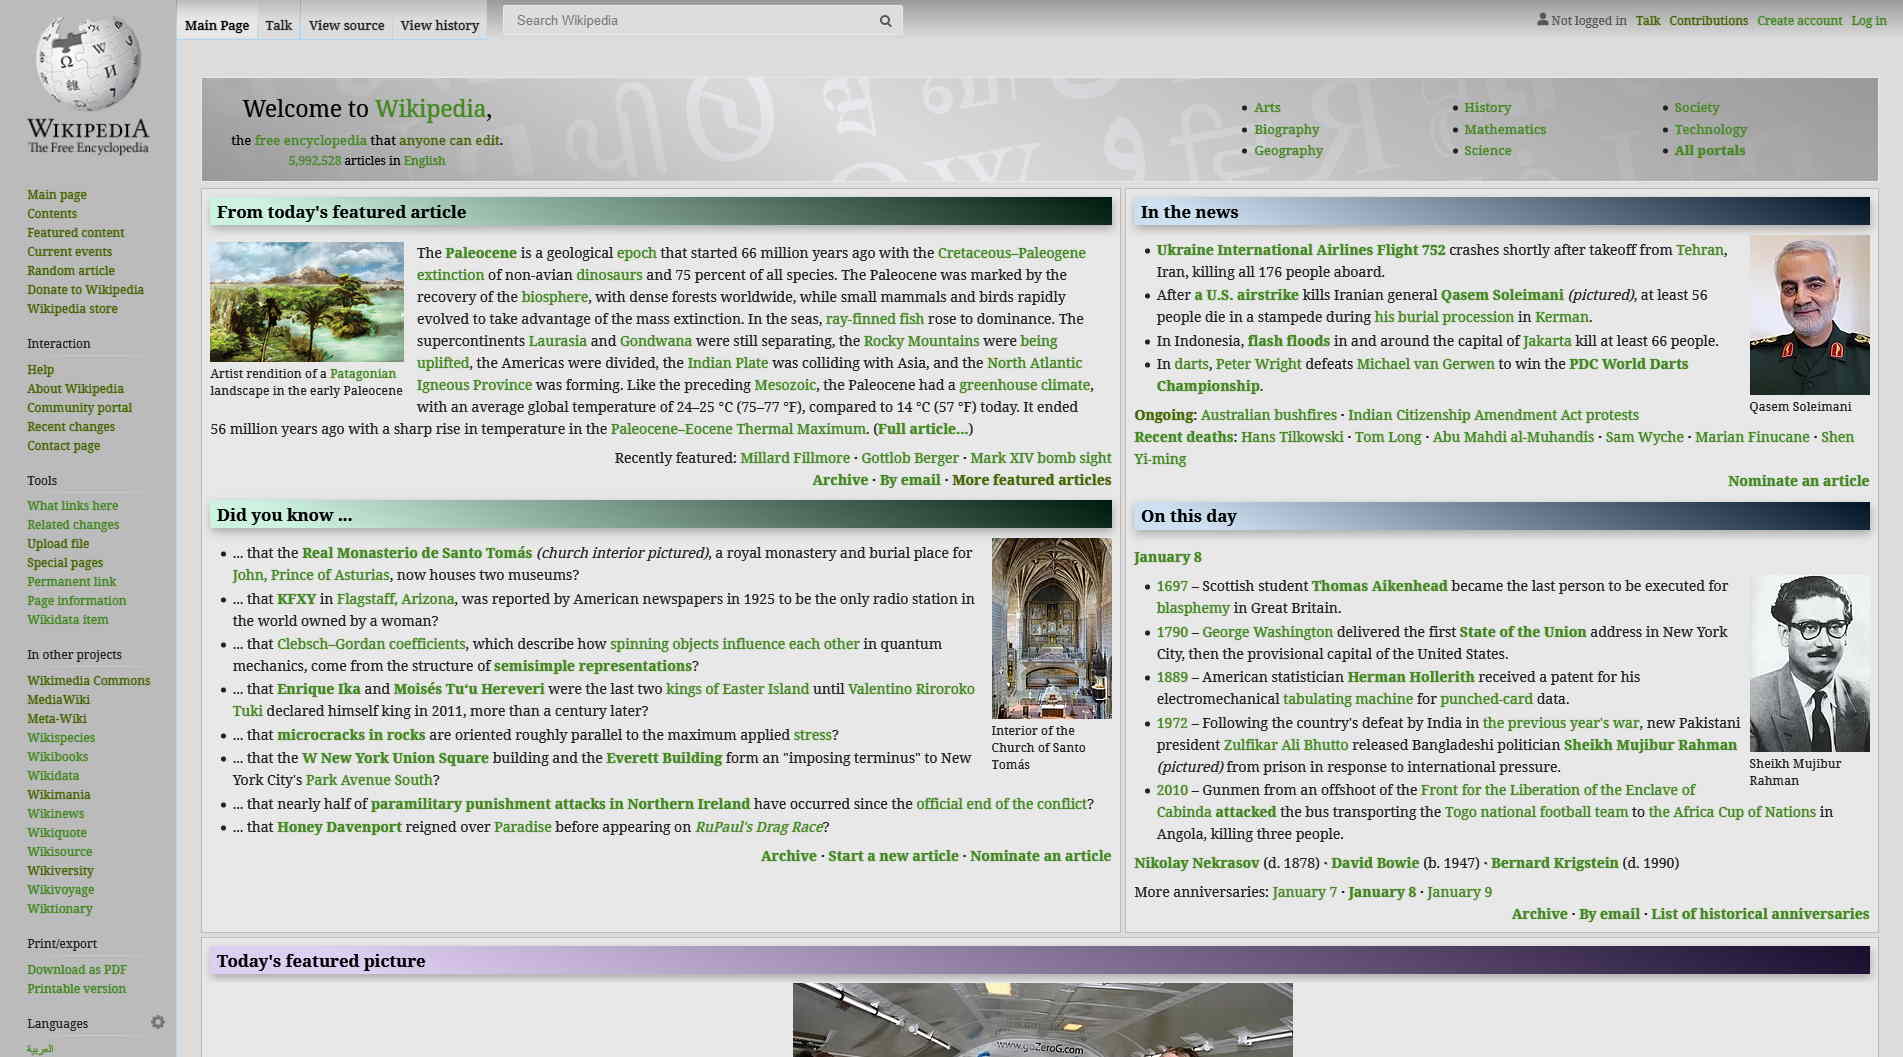 Main Page
Talk
View source
View history
Search Wikipedia
Not logged in
Talk
Contributions
Create account
Log in
WIKIPEDIA
The Free Encyclopedia
Main page
Contents
Featured content
Current events
Random article
Donate to Wikipedia
Wikipedia store
Interaction
Help
About Wikipedia
Community portal
Recent changes
Contact page
Tools
What links here
Related changes
Upload file
Special pages
Permanent link
Page information
Wikidata item
In other projects
Wikimedia Commons
MediaWiki
Meta-Wiki
Wikispecies
Wikibooks
Wikidata
Wikimania
Wikinews
Wikiquote
Wikisource
Wikiversity
Wikivoyage
Wiktionary
Print/export
Download as PDF
Printable version
Languages
العربية
Welcome to Wikipedia,
the free encyclopedia that anyone can edit.
5,992,528 articles in English
Arts
Biography
Geography
History
Mathematics
Science
Society
Technology
All portals
From today's featured article
Artist rendition of a Patagonian
landscape in the early Paleocene
The Paleocene is a geological epoch that started 66 million years ago with the Cretaceous–Paleogene
extinction of non-avian dinosaurs and 75 percent of all species. The Paleocene was marked by the
recovery of the biosphere, with dense forests worldwide, while small mammals and birds rapidly
evolved to take advantage of the mass extinction. In the seas, ray-finned fish rose to dominance. The
supercontinents Laurasia and Gondwana were still separating, the Rocky Mountains were being
uplifted, the Americas were divided, the Indian Plate was colliding with Asia, and the North Atlantic
Igneous Province was forming. Like the preceding Mesozoic, the Paleocene had a greenhouse climate,
with an average global temperature of 24–25 °C (75–77 °F), compared to 14 °C (57 °F) today. It ended
56 million years ago with a sharp rise in temperature in the Paleocene–Eocene Thermal Maximum. (Full article...)
Recently featured: Millard Fillmore · Gottlob Berger · Mark XIV bomb sight
Archive · By email · More featured articles
Did you know ...
... that the Real Monasterio de Santo Tomás (church interior pictured), a royal monastery and burial place for
John, Prince of Asturias, now houses two museums?
... that KFXY in Flagstaff, Arizona, was reported by American newspapers in 1925 to be the only radio station in
the world owned by a woman?
... that Clebsch–Gordan coefficients, which describe how spinning objects influence each other in quantum
mechanics, come from the structure of semisimple representations?
... that Enrique Ika and Moisés Tuʻu Hereveri were the last two kings of Easter Island until Valentino Riroroko
Tuki declared himself king in 2011, more than a century later?
... that microcracks in rocks are oriented roughly parallel to the maximum applied stress?
... that the W New York Union Square building and the Everett Building form an "imposing terminus" to New
York City's Park Avenue South?
... that nearly half of paramilitary punishment attacks in Northern Ireland have occurred since the official end of the conflict?
... that Honey Davenport reigned over Paradise before appearing on RuPaul's Drag Race?
Interior of the
Church of Santo
Tomás
Archive · Start a new article · Nominate an article
In the news
Ukraine International Airlines Flight 752 crashes shortly after takeoff from Tehran,
Iran, killing all 176 people aboard.
After a U.S. airstrike kills Iranian general Qasem Soleimani (pictured), at least 56
people die in a stampede during his burial procession in Kerman.
In Indonesia, flash floods in and around the capital of Jakarta kill at least 66 people.
In darts, Peter Wright defeats Michael van Gerwen to win the PDC World Darts
Championship.
Qasem Soleimani
Ongoing: Australian bushfires · Indian Citizenship Amendment Act protests
Recent deaths: Hans Tilkowski · Tom Long · Abu Mahdi al-Muhandis · Sam Wyche · Marian Finucane · Shen
Yi-ming
Nominate an article
On this day
January 8
1697 – Scottish student Thomas Aikenhead became the last person to be executed for
blasphemy in Great Britain.
1790 – George Washington delivered the first State of the Union address in New York
City, then the provisional capital of the United States.
1889 – American statistician Herman Hollerith received a patent for his
electromechanical tabulating machine for punched-card data.
1972 – Following the country's defeat by India in the previous year's war, new Pakistani
president Zulfikar Ali Bhutto released Bangladeshi politician Sheikh Mujibur Rahman
(pictured) from prison in response to international pressure.
2010 – Gunmen from an offshoot of the Front for the Liberation of the Enclave of
Cabinda attacked the bus transporting the Togo national football team to the Africa Cup of Nations in
Angola, killing three people.
Sheikh Mujibur
Rahman
Nikolay Nekrasov (d. 1878) · David Bowie (b. 1947) · Bernard Krigstein (d. 1990)
More anniversaries: January 7 · January 8 · January 9
Archive · By email · List of historical anniversaries
Today's featured picture
www.goZeroG.com